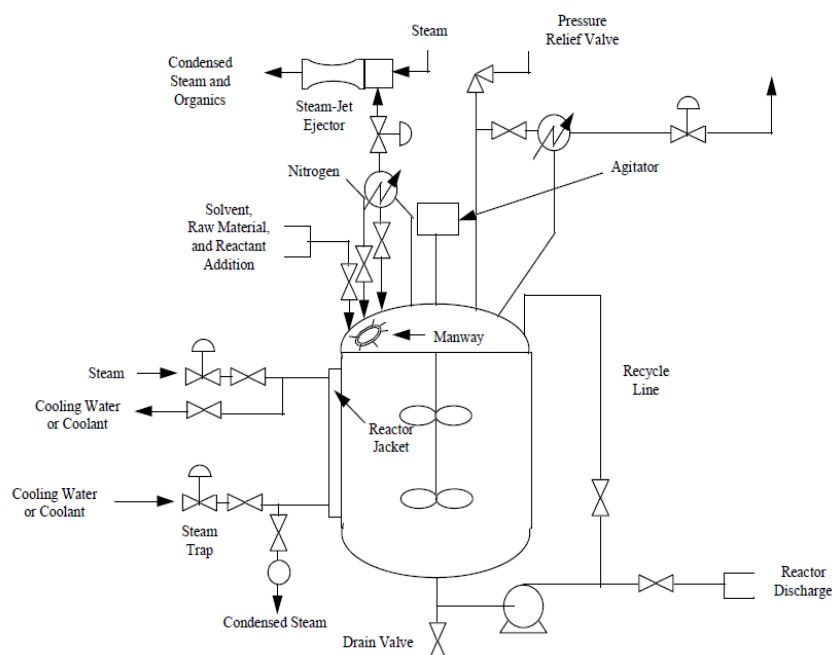 Steam
Pressure
Relief Valve
Condensed
Steam and
Organics
Steam-Jet
Ejector
Nitrogen
Agitator
Solvent,
Raw Material,
and Reactant
Addition
Manway
Steam
Recycle
Line
Cooling Water
or Coolant
Reactor
Jacket
Cooling Water
or Coolant
Steam
Trap
Reactor
Discharge
Condensed Steam
Drain Valve